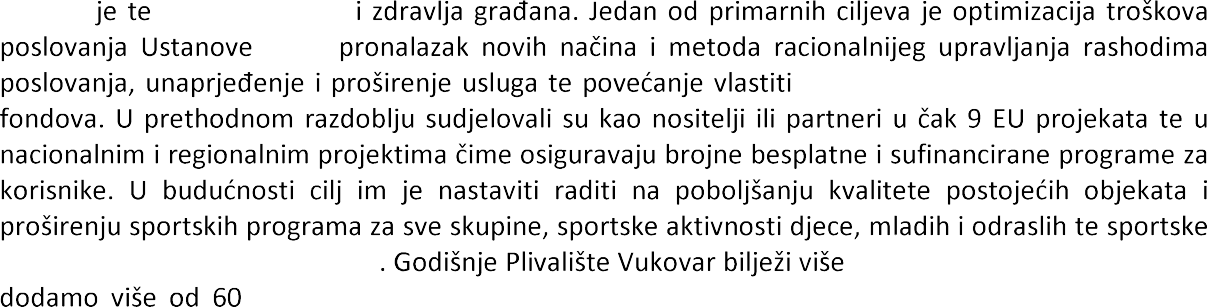 je te i zdravlja građana. Jedan od primarnih ciljeva je optimizacija troškova
poslovanja Ustanove pronalazak novih načina i metoda racionalnijeg upravljanja rashodima
poslovanja, unaprjeđenje i proširenje usluga te povećanje vlastiti
fondova. U prethodnom razdoblju sudjelovali su kao nositelji ili partneri u čak 9 EU projekata te u
nacionalnim i regionalnim projektima čime osiguravaju brojne besplatne i sufinancirane programe za
korisnike. U budućnosti cilj im je nastaviti raditi na poboljšanju kvalitete postojećih objekata i
proširenju sportskih programa za sve skupine, sportske aktivnosti djece, mladih i odraslih te sportske
. Godišnje Plivalište Vukovar bilježi više
dodamo više od 60